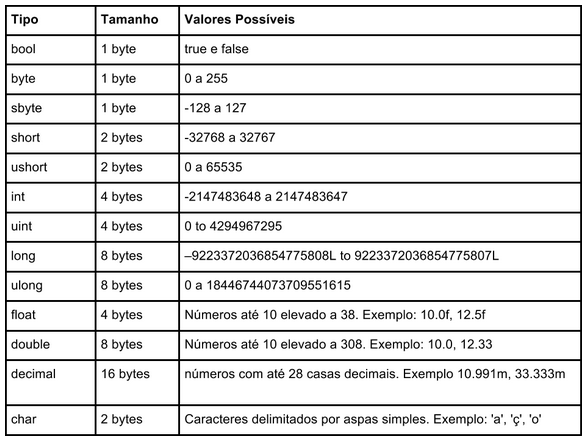 Tipo Tamanho Valores Possíveis
bool 1 byte true e false
byte 1 byte 0 a 255
sbyte 1 byte -128 a 127
short 2 bytes -32768 a 32767
ushort 2 bytes 0 a 65535
int 4 bytes -2147483648 a 2147483647
uint 4 bytes 0 to 4294967295
long 8 bytes –9223372036854775808L to 9223372036854775807L
ulong 8 bytes 0 a 18446744073709551615
float 4 bytes Números até 10 elevado a 38. Exemplo: 10.0f, 12.5f
double 8 bytes Números até 10 elevado a 308. Exemplo: 10.0, 12.33
decimal 16 bytes números com até 28 casas decimais. Exemplo 10.991m, 33.333m
char 2 bytes Caracteres delimitados por aspas simples. Exemplo: 'a', 'ç', 'o'